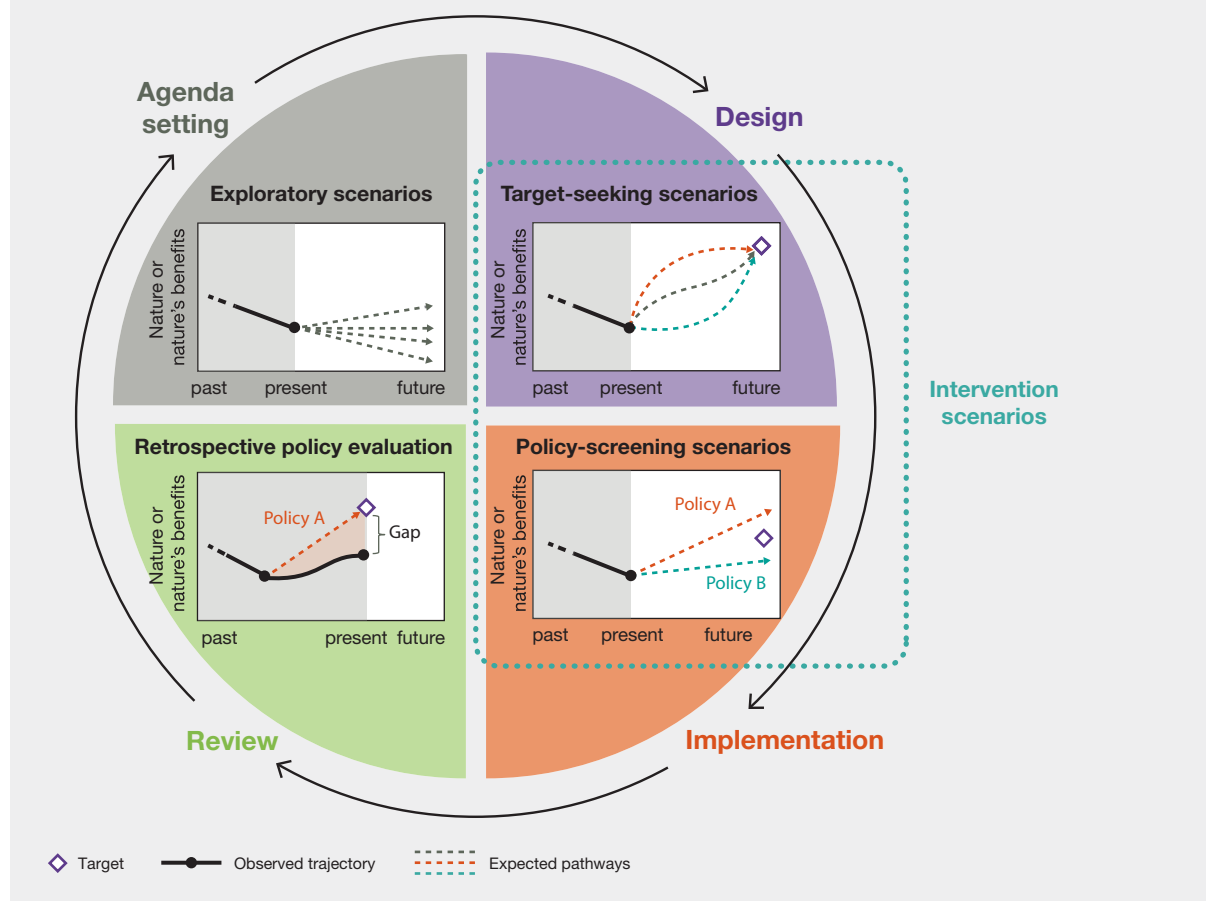 Agenda
setting
Design
Exploratory scenarios
Nature or
nature's benefits
past present future
Target-seeking scenarios
Nature or
nature's benefits
past present future
Intervention
scenarios
Retrospective policy evaluation
Nature or
nature's benefits
Policy A
Gap
past present future
Policy-screening scenarios
Nature or
nature's benefits
Policy A
Policy B
past present future
Review
Implementation
Target Observed trajectory Expected pathways